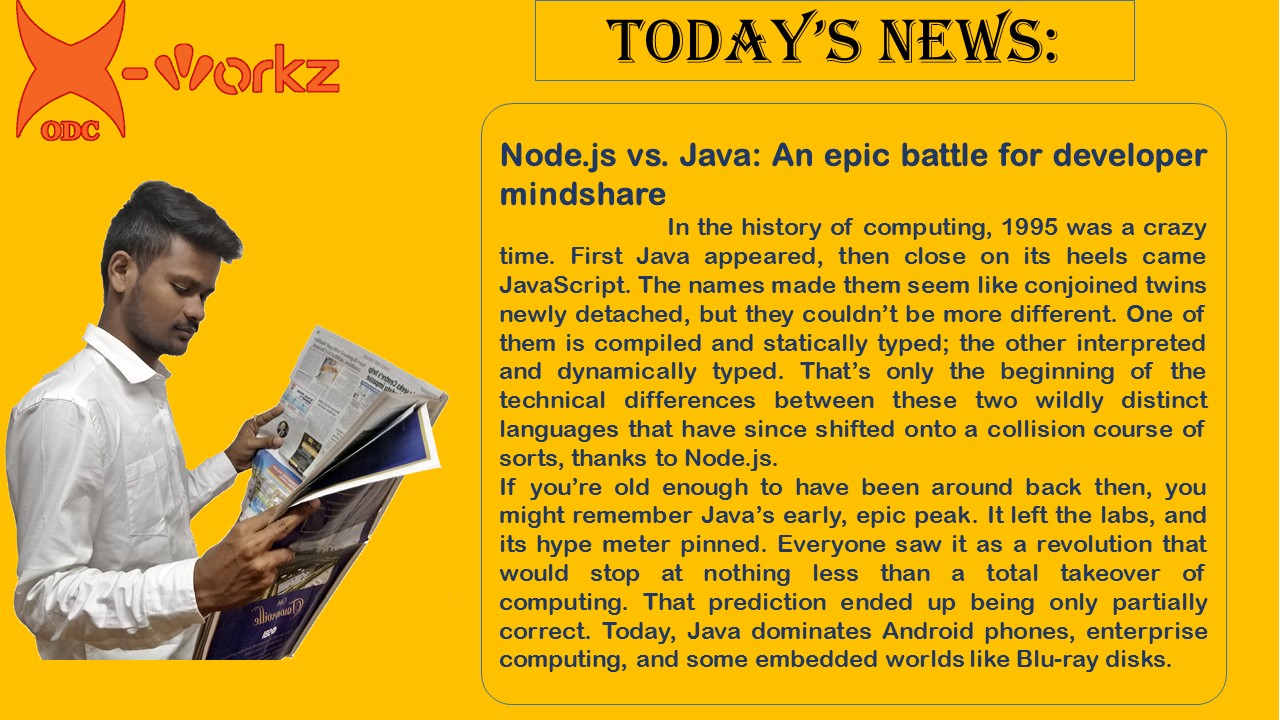 X-workz
ODC
TODAY'S NEWS:
Node.js vs. Java: An epic battle for developer
mindshare
In the history of computing, 1995 was a crazy
time. First Java appeared, then close on its heels came
JavaScript. The names made them seem like conjoined twins
newly detached, but they couldn’t be more different. One of
them is compiled and statically typed; the other interpreted
and dynamically typed. That’s only the beginning of the
technical differences between these two wildly distinct
languages that have since shifted onto a collision course of
sorts, thanks to Node.js.
If you’re old enough to have been around back then, you
might remember Java’s early, epic peak. It left the labs, and
its hype meter pinned. Everyone saw it as a revolution that
would stop at nothing less than a total takeover of
computing. That prediction ended up being only partially
correct. Today, Java dominates Android phones, enterprise
computing, and some embedded worlds like Blu-ray disks.